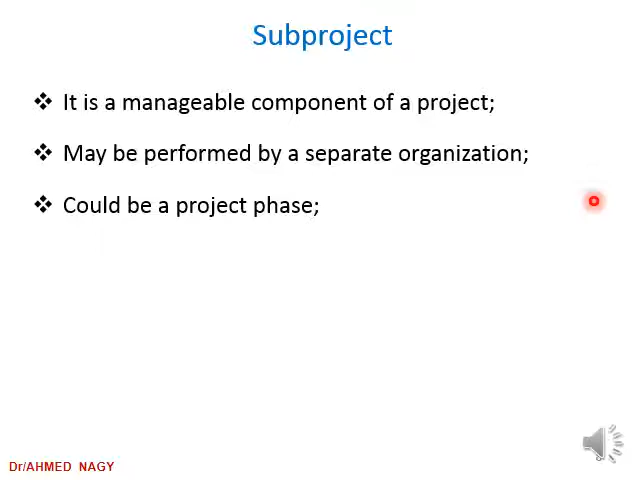 Subproject
❖ It is a manageable component of a project;
❖ May be performed by a separate organization;
❖ Could be a project phase;
Dr/AHMED NAGY